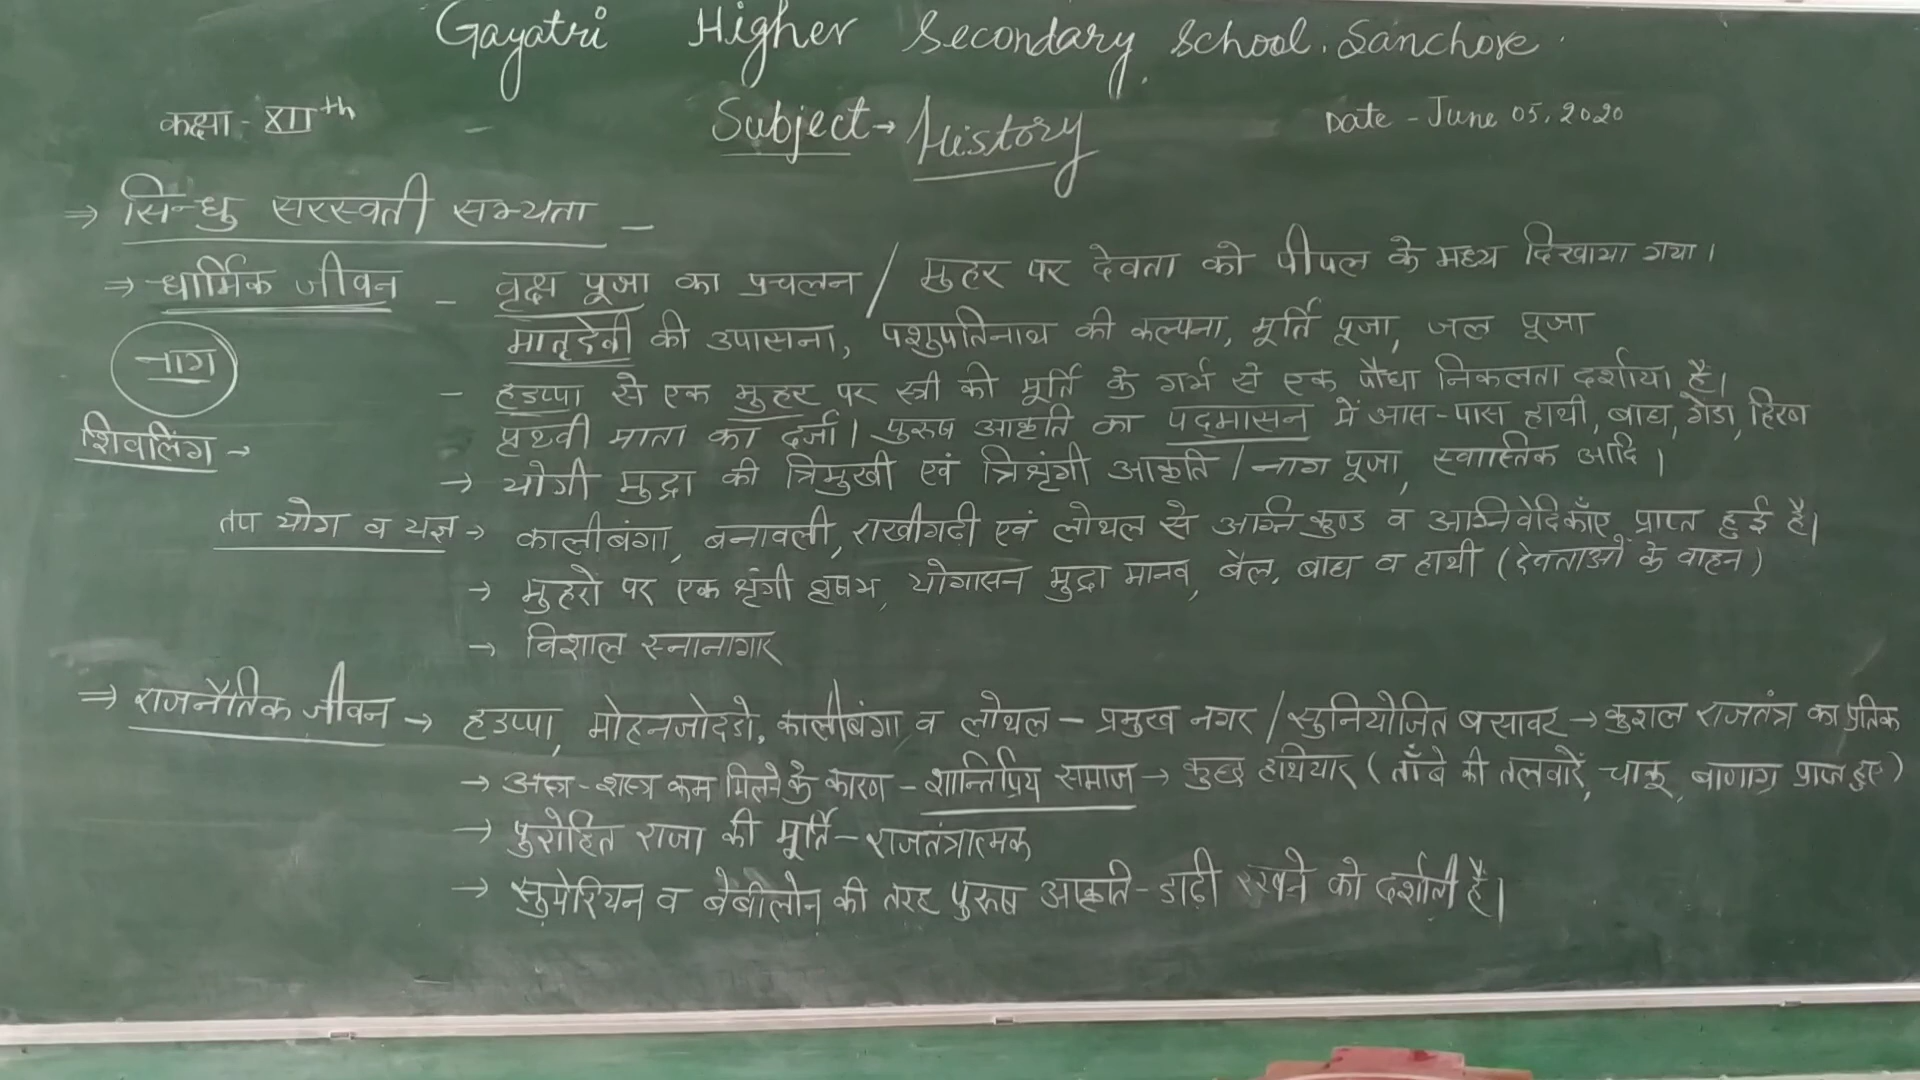 Gayatri Higher Secondary School. Sanchore
कक्षा - XIIth
Subject → History
Date - June 05, 2020
⇒ सिन्धु सरस्वती सभ्यता -
⇒ धार्मिक जीवन - वृक्ष पूजा का प्रचलन / मुहर पर देवता को पीपल के मध्य दिखाया गया।
मातृदेवी की उपासना, पशुपतिनाथ की कल्पना, मूर्ति पूजा, जल पूजा
नाग
- हडप्पा से एक मुहर पर स्त्री की मूर्ति के गर्भ से एक पौधा निकलता दर्शाया है।
पृथ्वी माता का दर्जा। पुरुष आकृति का पद्मासन में आस-पास हाथी, बाघ, गेंडा, हिरण
शिवलिंग →
→ योगी मुद्रा की त्रिमुखी एवं त्रिश्रृंगी आकृति / नाग पूजा, स्वास्तिक आदि।
तप योग व यज्ञ → कालीबंगा, बनावली, राखीगढी एवं लोथल से अग्नि कुण्ड व अग्निवेदिकाँए प्राप्त हुई है।
→ मुहरो पर एक श्रृंगी वृषभ, योगासन मुद्रा मानव, बैल, बाघ व हाथी (देवताओं के वाहन)
→ विशाल स्नानागार
⇒ राजनैतिक जीवन → हडप्पा, मोहनजोदडो, कालीबंगा व लोथल - प्रमुख नगर / सुनियोजित बसावट → कुशल राजतंत्र का प्रतिक
→ अस्त्र-शस्त्र कम मिलने के कारण - शान्तिप्रिय समाज → कुछ हथियार (ताँबे की तलवारें, चाकू, बाणाग्र प्राप्त हुए)
→ पुरोहित राजा की मूर्ति - राजतंत्रात्मक
→ सुमेरियन व बेबीलोन की तरह पुरुष आकृति - डाढ़ी रखने को दर्शाती है।